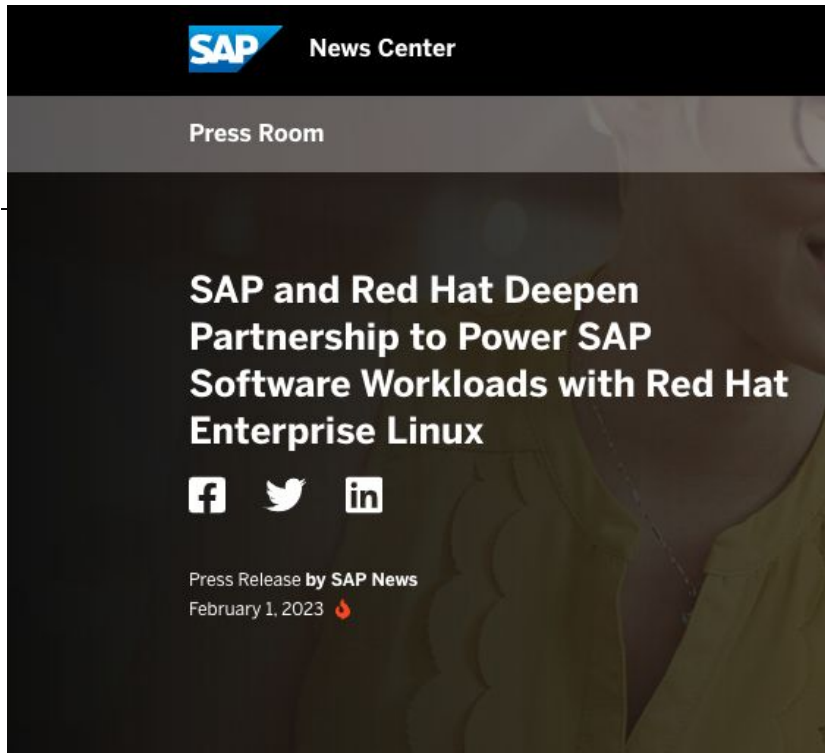 SAP News Center
Press Room
SAP and Red Hat Deepen
Partnership to Power SAP
Software Workloads with Red Hat
Enterprise Linux
Press Release by SAP News
February 1, 2023